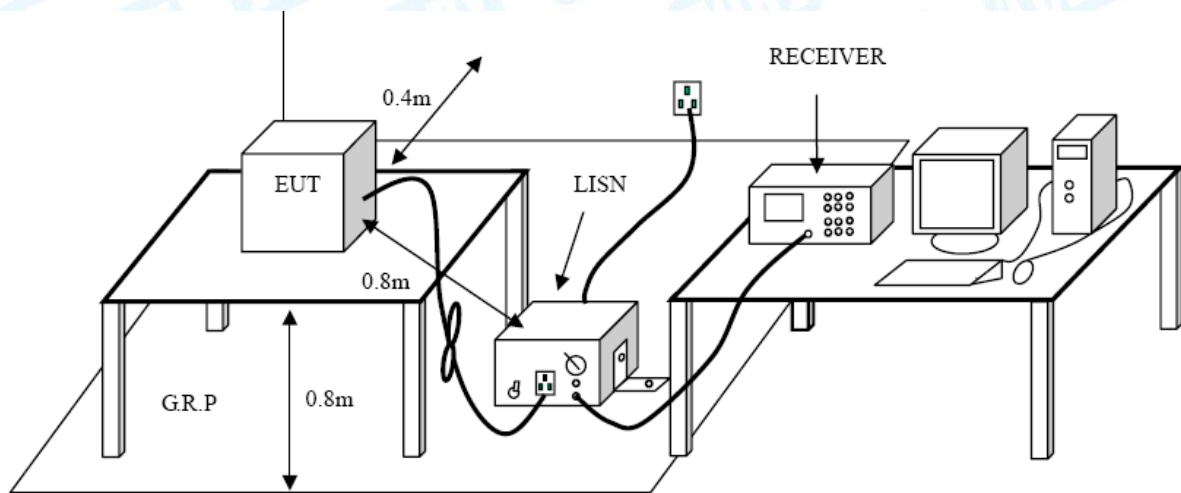 RECEIVER
0.4m
EUT
LISN
0.8m
G.R.P
0.8m